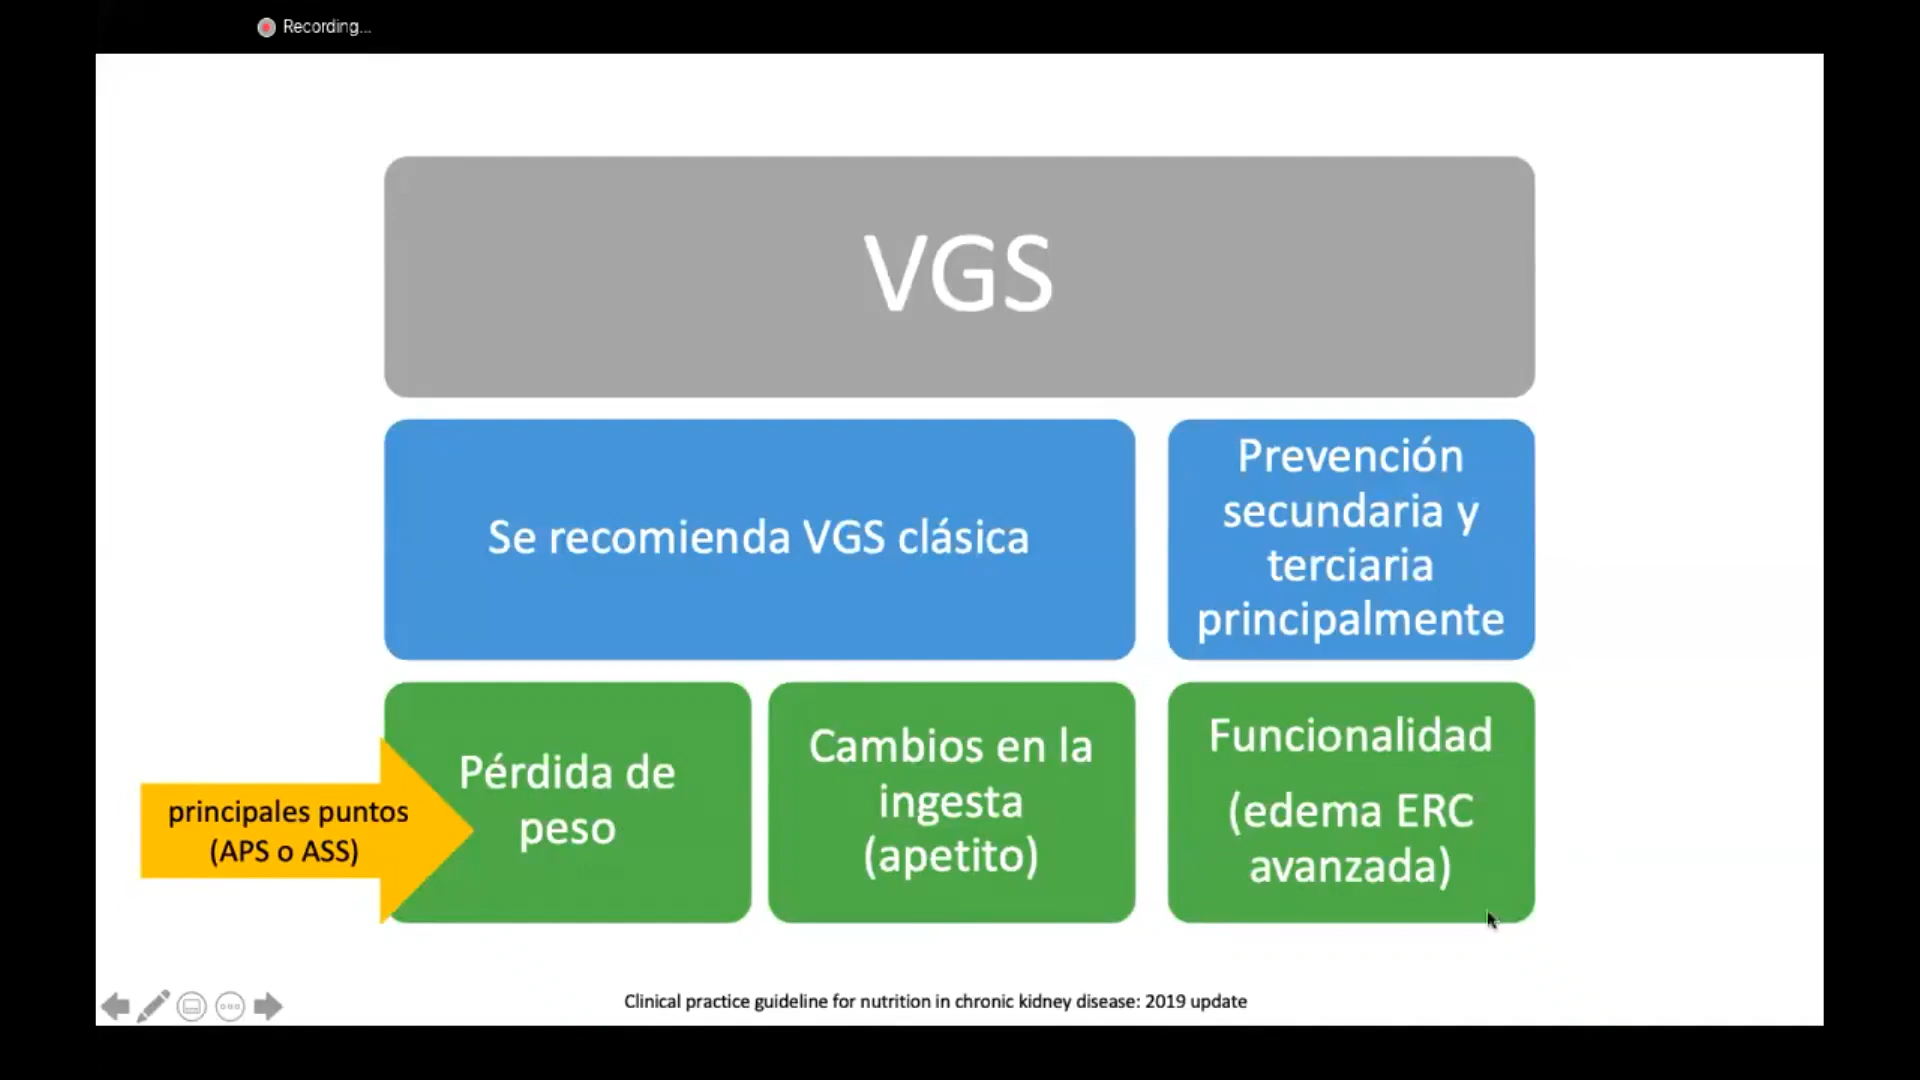 Recording...
VGS
Se recomienda VGS clásica
Prevención
secundaria y
terciaria
principalmente
principales puntos
(APS o ASS)
Pérdida de
peso
Cambios en la
ingesta
(apetito)
Funcionalidad
(edema ERC
avanzada)
Clinical practice guideline for nutrition in chronic kidney disease: 2019 update